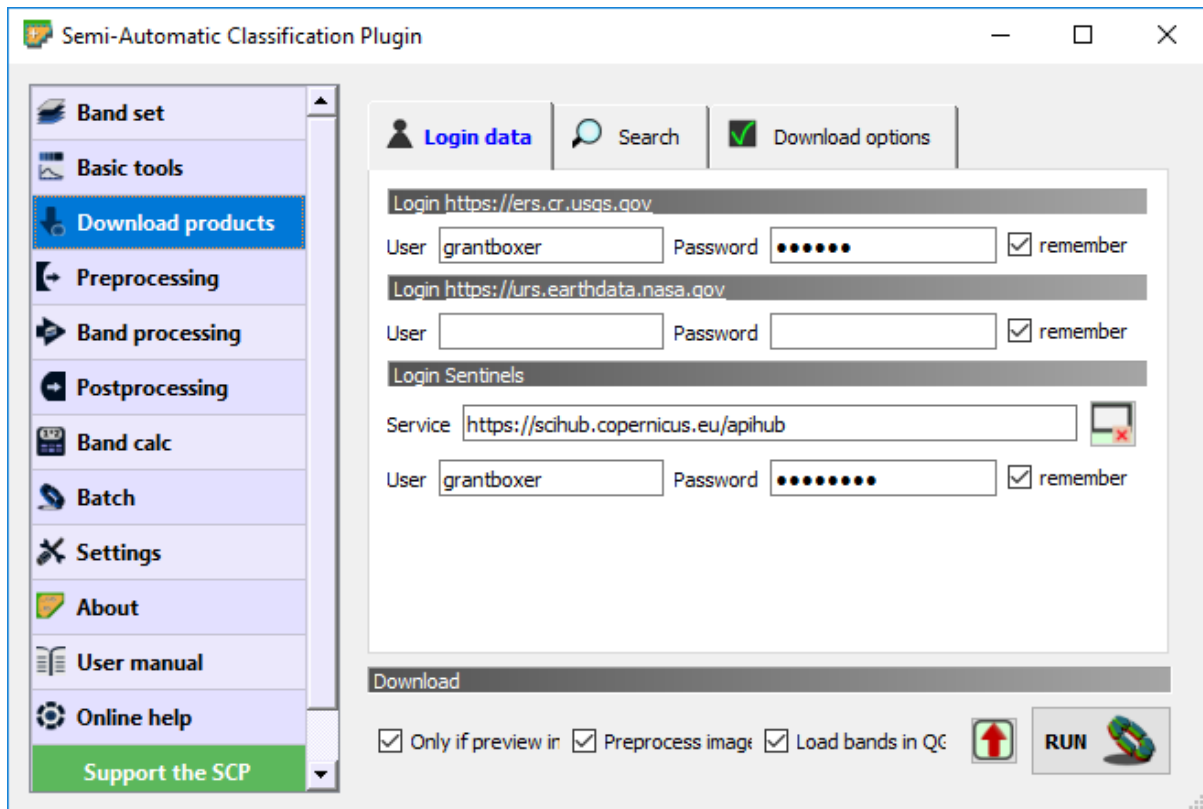 Semi-Automatic Classification Plugin
Band set
Basic tools
Download products
Preprocessing
Band processing
Postprocessing
Band calc
Batch
Settings
About
User manual
Online help
Support the SCP
Login data
Search
Download options
Login https://ers.cr.usgs.gov
User grantboxer Password •••••• remember
Login https://urs.earthdata.nasa.gov
User Password remember
Login Sentinels
Service https://scihub.copernicus.eu/apihub
User grantboxer Password •••••••• remember
Download
Only if preview in Preprocess image Load bands in QG RUN